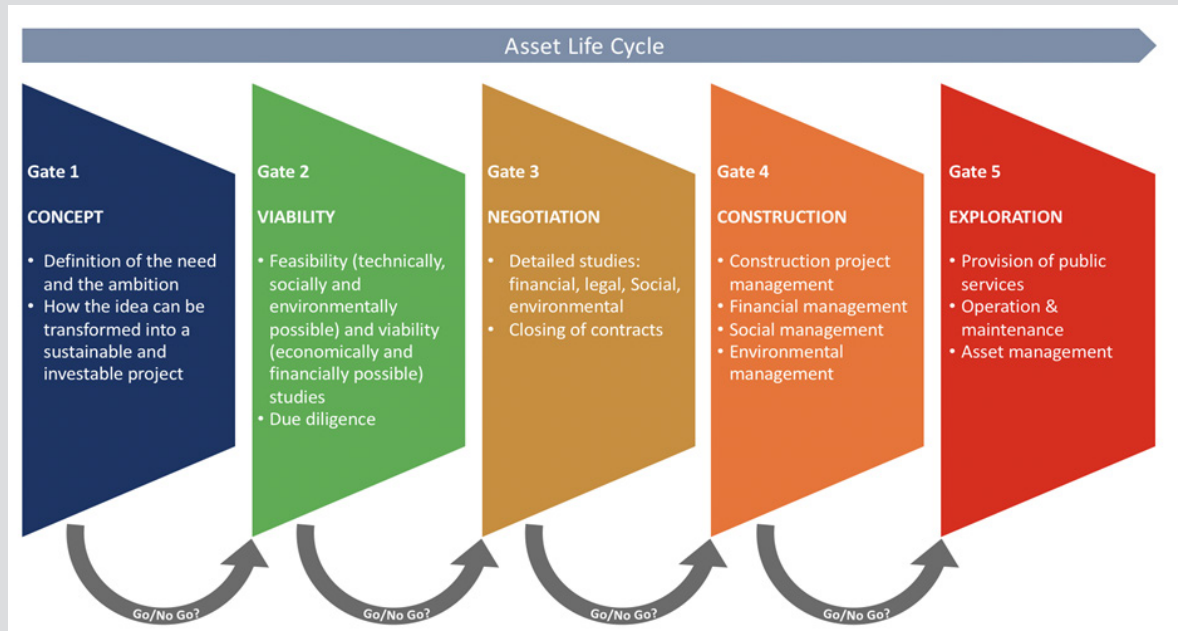 Asset Life Cycle
Gate 1
CONCEPT
• Definition of the need
and the ambition
• How the idea can be
transformed into a
sustainable and
investable project
Gate 2
VIABILITY
• Feasibility (technically,
socially and
environmentally
possible) and viability
(economically and
financially possible)
studies
• Due diligence
Gate 3
NEGOTIATION
• Detailed studies:
financial, legal, Social,
environmental
• Closing of contracts
Gate 4
CONSTRUCTION
• Construction project
management
• Financial management
• Social management
• Environmental
management
Gate 5
EXPLORATION
• Provision of public
services
• Operation &
maintenance
• Asset management
Go/No Go?
Go/No Go?
Go/No Go?
Go/No Go?